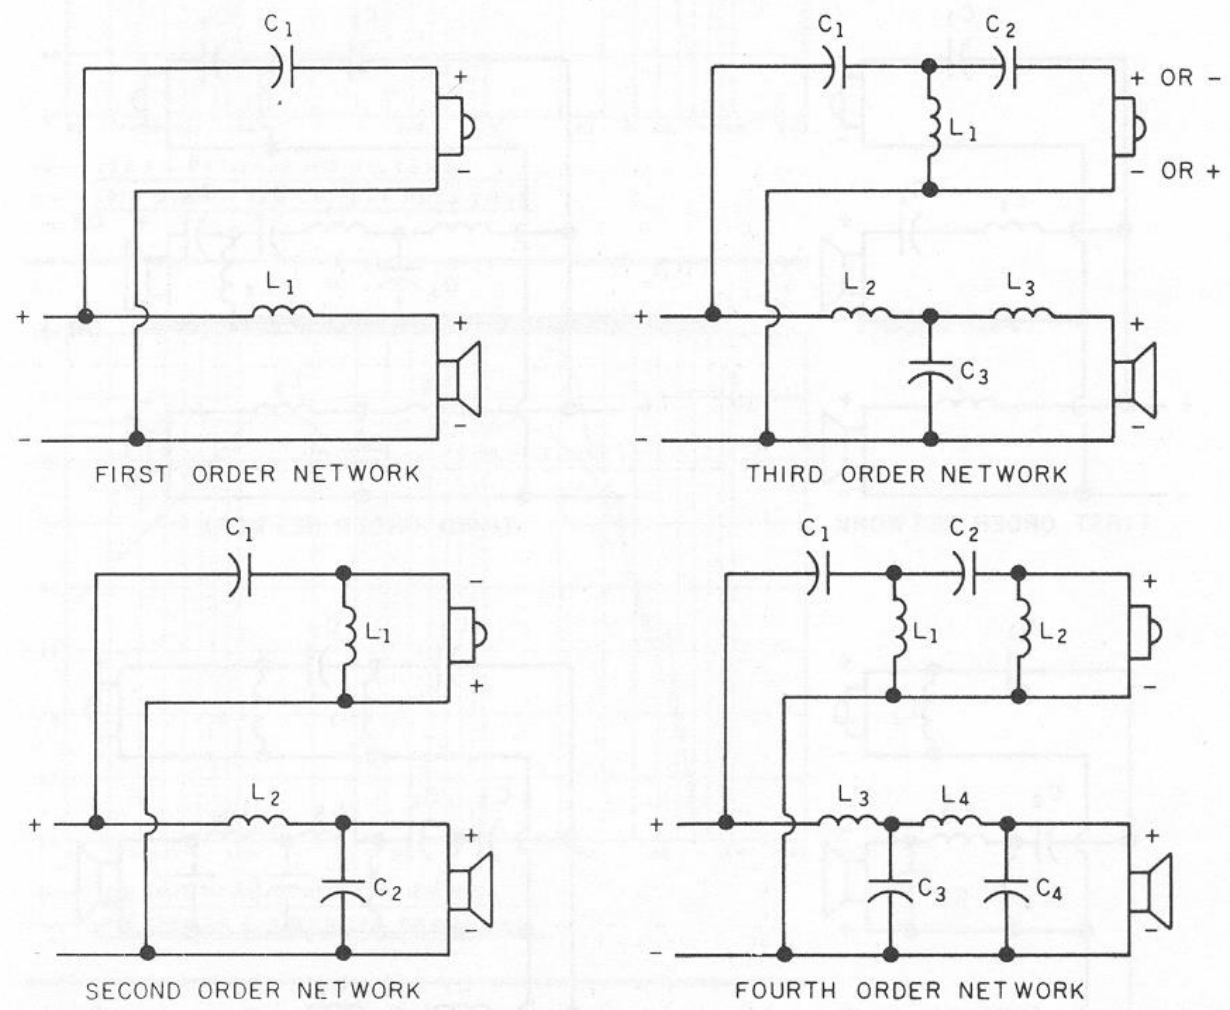 C1
+
-
L1
+
+
-
-
FIRST ORDER NETWORK
C1
C2
+ OR -
L1
- OR +
L2
L3
+
+
C3
-
-
THIRD ORDER NETWORK
C1
-
L1
+
L2
+
+
C2
-
-
SECOND ORDER NETWORK
C1
C2
+
L1
L2
-
L3
L4
+
+
C3
C4
-
-
FOURTH ORDER NETWORK